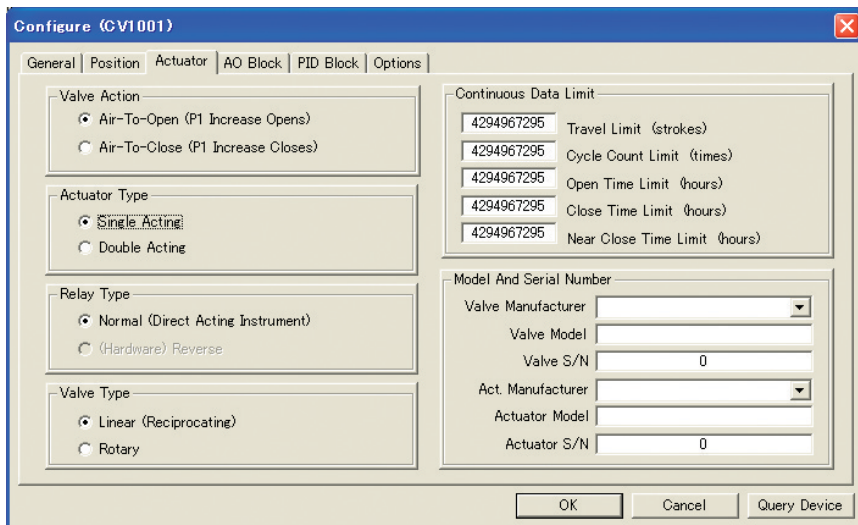 Configure (CV1001)
General | Position | Actuator | AO Block | PID Block | Options
Valve Action
Air-To-Open (P1 Increase Opens)
Air-To-Close (P1 Increase Closes)
Actuator Type
Single Acting
Double Acting
Relay Type
Normal (Direct Acting Instrument)
(Hardware) Reverse
Valve Type
Linear (Reciprocating)
Rotary
Continuous Data Limit
4294967295 Travel Limit (strokes)
4294967295 Cycle Count Limit (times)
4294967295 Open Time Limit (hours)
4294967295 Close Time Limit (hours)
4294967295 Near Close Time Limit (hours)
Model And Serial Number
Valve Manufacturer
Valve Model
Valve S/N 0
Act. Manufacturer
Actuator Model
Actuator S/N 0
OK Cancel Query Device